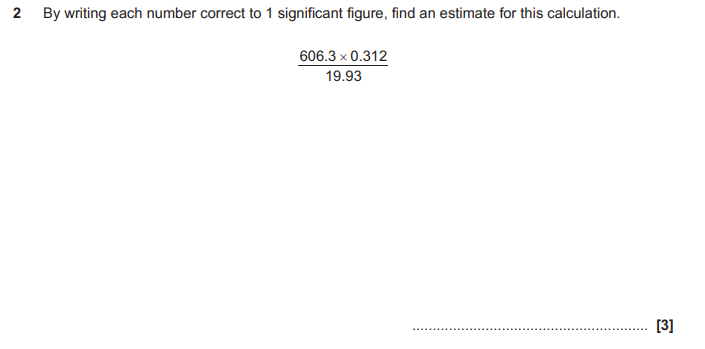 2 By writing each number correct to 1 significant figure, find an estimate for this calculation.
606.3 × 0.312
19.93
.......................................................... [3]